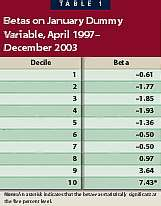 TABLE 1
Betas on January Dummy
Variable, April 1997–
December 2003
Decile Beta
1 –0.61
2 –1.77
3 –1.85
4 –1.93
5 –1.36
6 –0.50
7 –0.50
8 0.90
9 3.64
10 7.43*
Note: An asterisk indicates that the beta was statistically significant at
the five percent level.